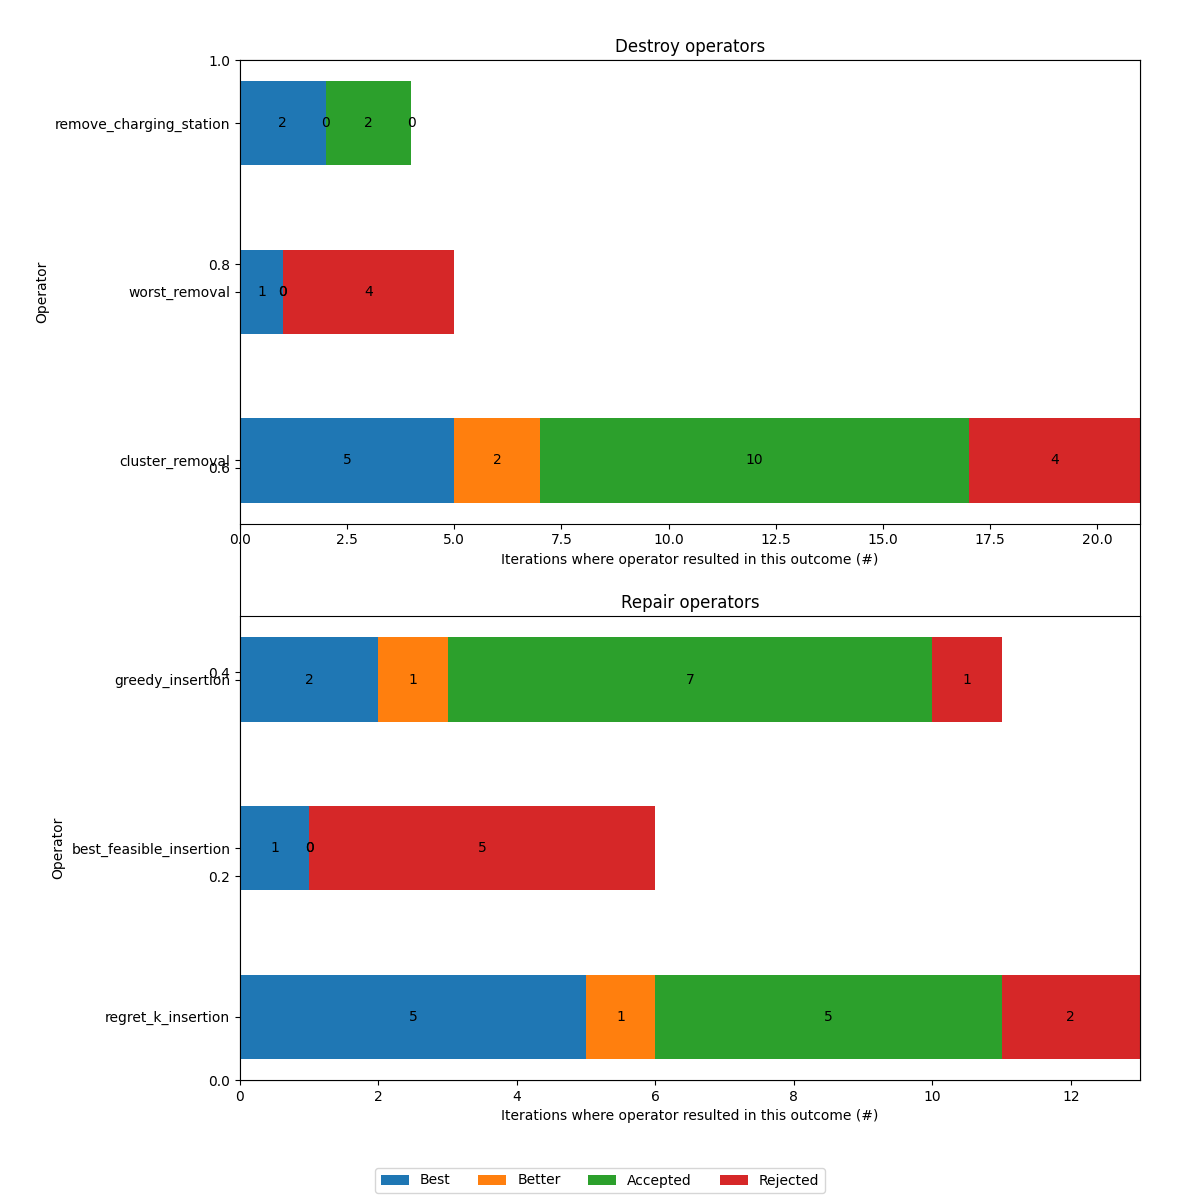 Destroy operators
1.0
remove_charging_station
2 0 2 0
0.8
worst_removal
1 0 4
Operator
cluster_removal
5 2 10 4
0.6
0.0 2.5 5.0 7.5 10.0 12.5 15.0 17.5 20.0
Iterions where operator resulted in this outcome (#)
Repair operators
0.4
greedy_insertion
2 1 7 1
best_feasible_insertion
1 0 5
Operator
0.2
regret_k_insertion
5 1 5 2
0.0
0 2 4 6 8 10 12
Iterions where operator resulted in this outcome (#)
Best Better Accepted Rejected